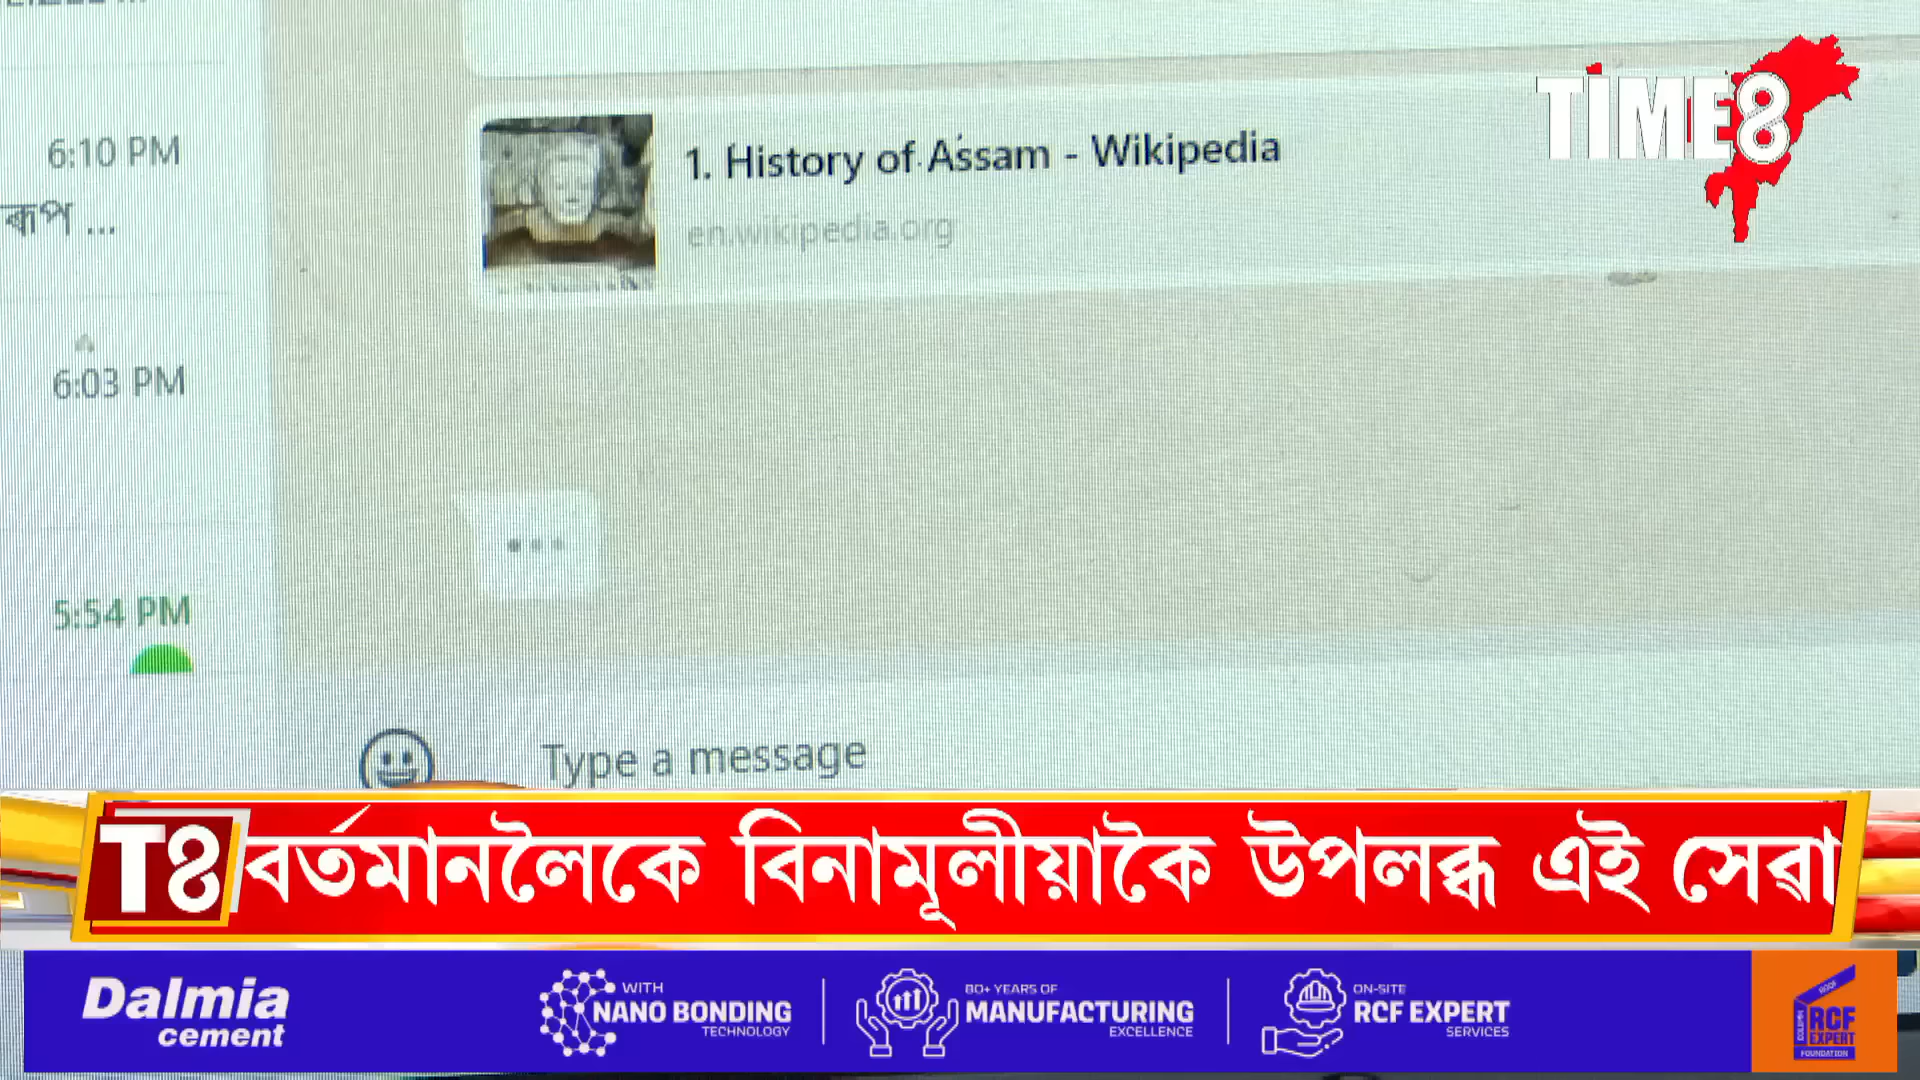 6:10 PM
ৰূপ ...
6:03 PM
5:54 PM
1. History of Assam - Wikipedia
en.wikipedia.org
Type a message
TIME8
T8 বৰ্তমানলৈকে বিনামূলীয়াকৈ উপলব্ধ এই সেৱা
Dalmia
cement
WITH
NANO BONDING
TECHNOLOGY
80+ YEARS OF
MANUFACTURING
EXCELLENCE
ON-SITE
RCF EXPERT
SERVICES
ROOF
COLUMN
RCF
EXPERT
FOUNDATION